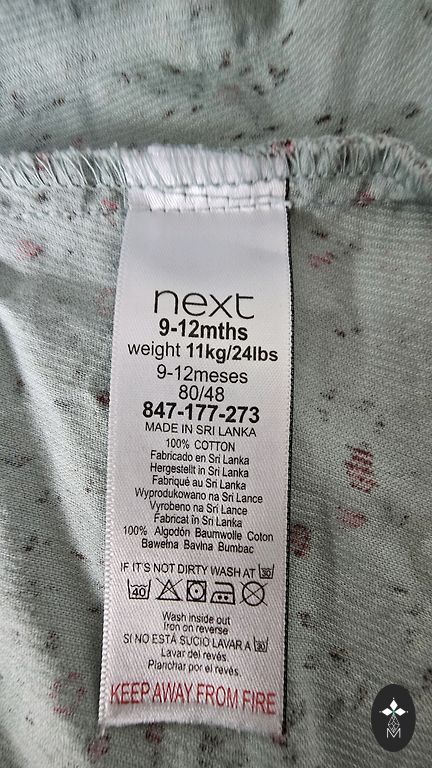 next
9-12mths
weight 11kg/24lbs
9-12meses
80/48
847-177-273
MADE IN SRI LANKA
100% COTTON
Fabricado en Sri Lanka
Hergestellt in Sri Lanka
Fabriqué au Sri Lanka
Wyprodukowano na Sri Lance
Vyrobeno na Sri Lance
Fabricat în Sri Lanka
100% Algodón Baumwolle Coton
Bawełna Bavlna Bumbac
IF IT'S NOT DIRTY WASH AT 30
40
Wash inside out
Iron on reverse
SI NO ESTÁ SUCIO LAVAR A 30
Lavar del revés.
Planchar por el revés.
KEEP AWAY FROM FIRE
M